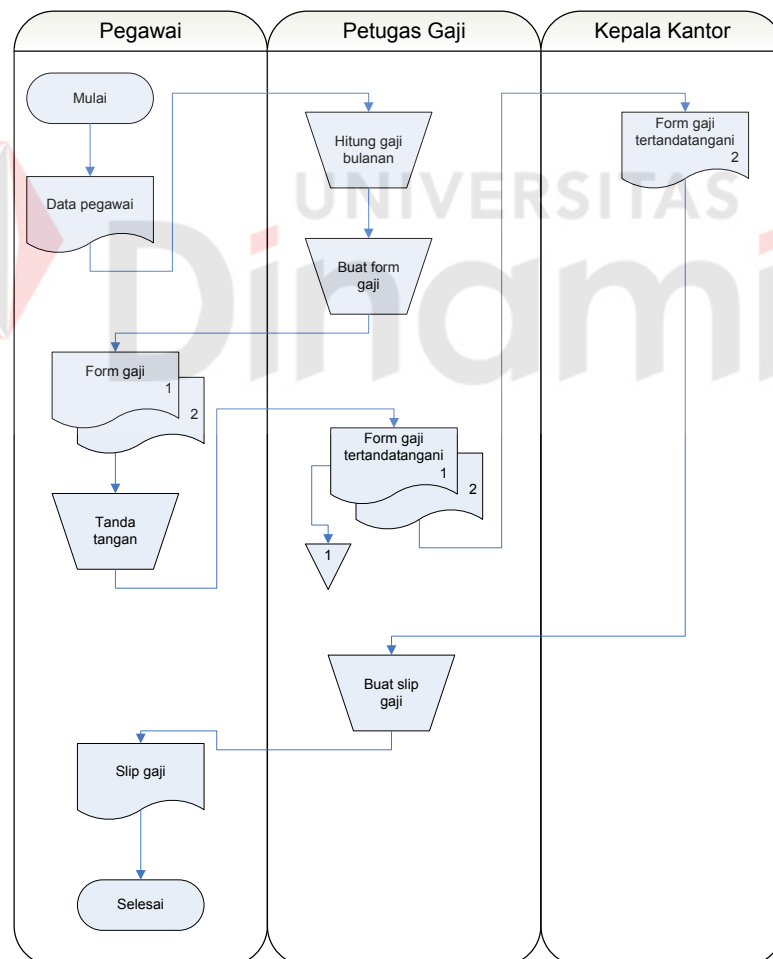 Pegawai
Petugas Gaji
Kepala Kantor
Mulai
Hitung gaji
bulanan
Form gaji
tertandatangani
2
UNIVERSITAS
Data pegawai
Dinami
Buat form
gaji
Form gaji
1
2
Form gaji
tertandatangani
1
2
Tanda
tangan
1
Buat slip
gaji
Slip gaji
Selesai